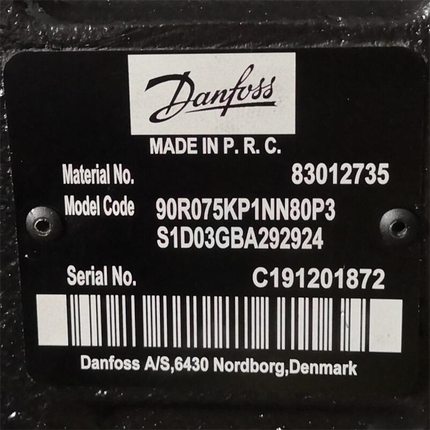 Danfoss
MADE IN P. R. C.
Material No. 83012735
Model Code 90R075KP1NN80P3
S1D03GBA292924
Serial No. C191201872
Danfoss A/S,6430 Nordborg,Denmark